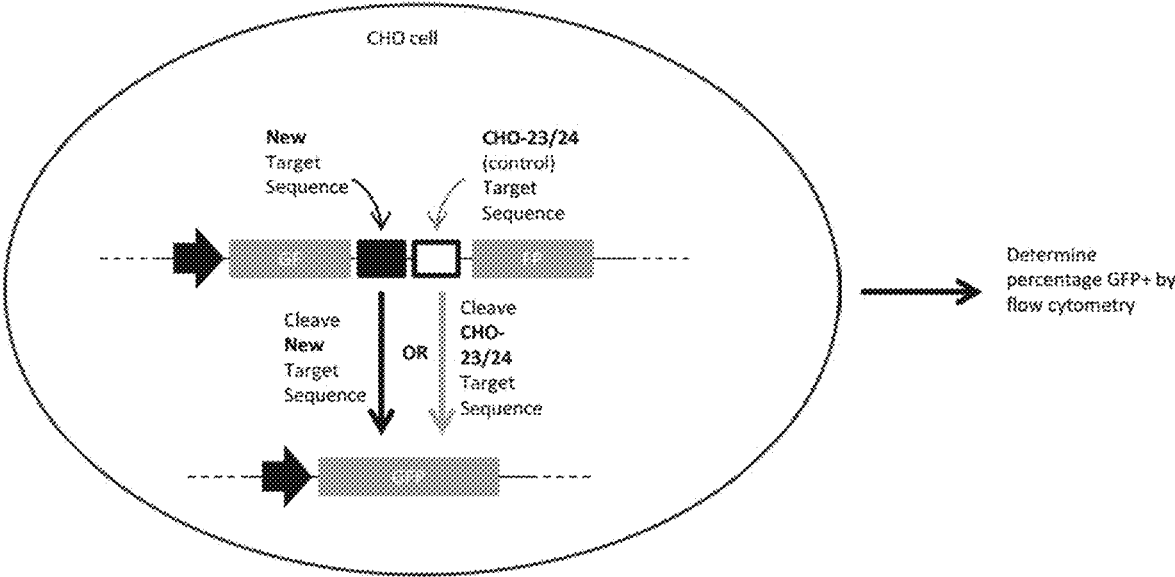 CHO cell
New
Target
Sequence
CHO-23/24
(control)
Target
Sequence
Cleave
New
Target
Sequence
OR
Cleave
CHO-
23/24
Target
Sequence
GFP
Determine
percentage GFP+ by
flow cytometry